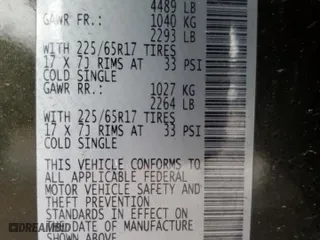 4489 LB
GAWR FR.: 1040 KG
2293 LB
WITH 225/65R17 TIRES
17 X 7J RIMS AT 33 PSI
COLD SINGLE
GAWR RR.: 1027 KG
2264 LB
WITH 225/65R17 TIRES
17 X 7J RIMS AT 33 PSI
COLD SINGLE
THIS VEHICLE CONFORMS TO
ALL APPLICABLE FEDERAL
MOTOR VEHICLE SAFETY AND
THEFT PREVENTION
STANDARDS IN EFFECT ON
DATE OF MANUFACTURE
SHOWN ABOVE